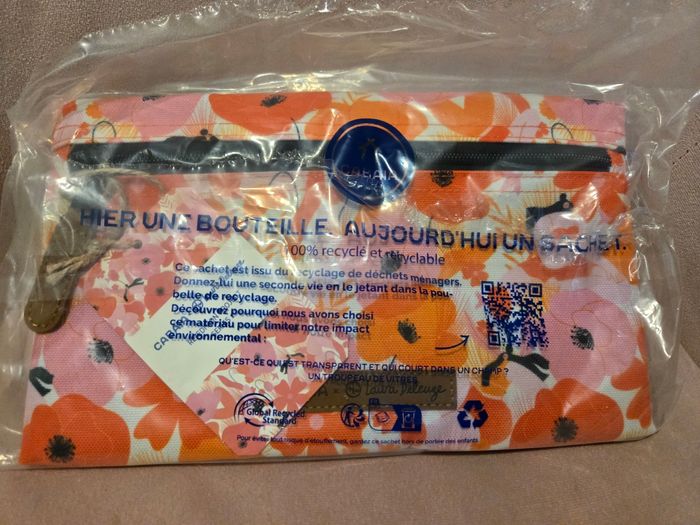 CABAIA
HIER UNE BOUTEILLE, AUJOURD'HUI UN SACHET.
100% recyclé et recyclable
Ce sachet est issu du recyclage de déchets ménagers.
Donnez-lui une seconde vie en le jetant dans la pou-
belle de recyclage.
Découvrez pourquoi nous avons choisi
ce matériau pour limiter notre impact
environnemental :
QU'EST-CE QUI EST TRANSPARENT ET QUI COURT DANS UN CHAMP ?
UN TROUPEAU DE VITRES
Laura Deleuze
Global Recycled
Standard
Pour éviter tout risque d'étouffement, gardez ce sachet hors de portée des enfants